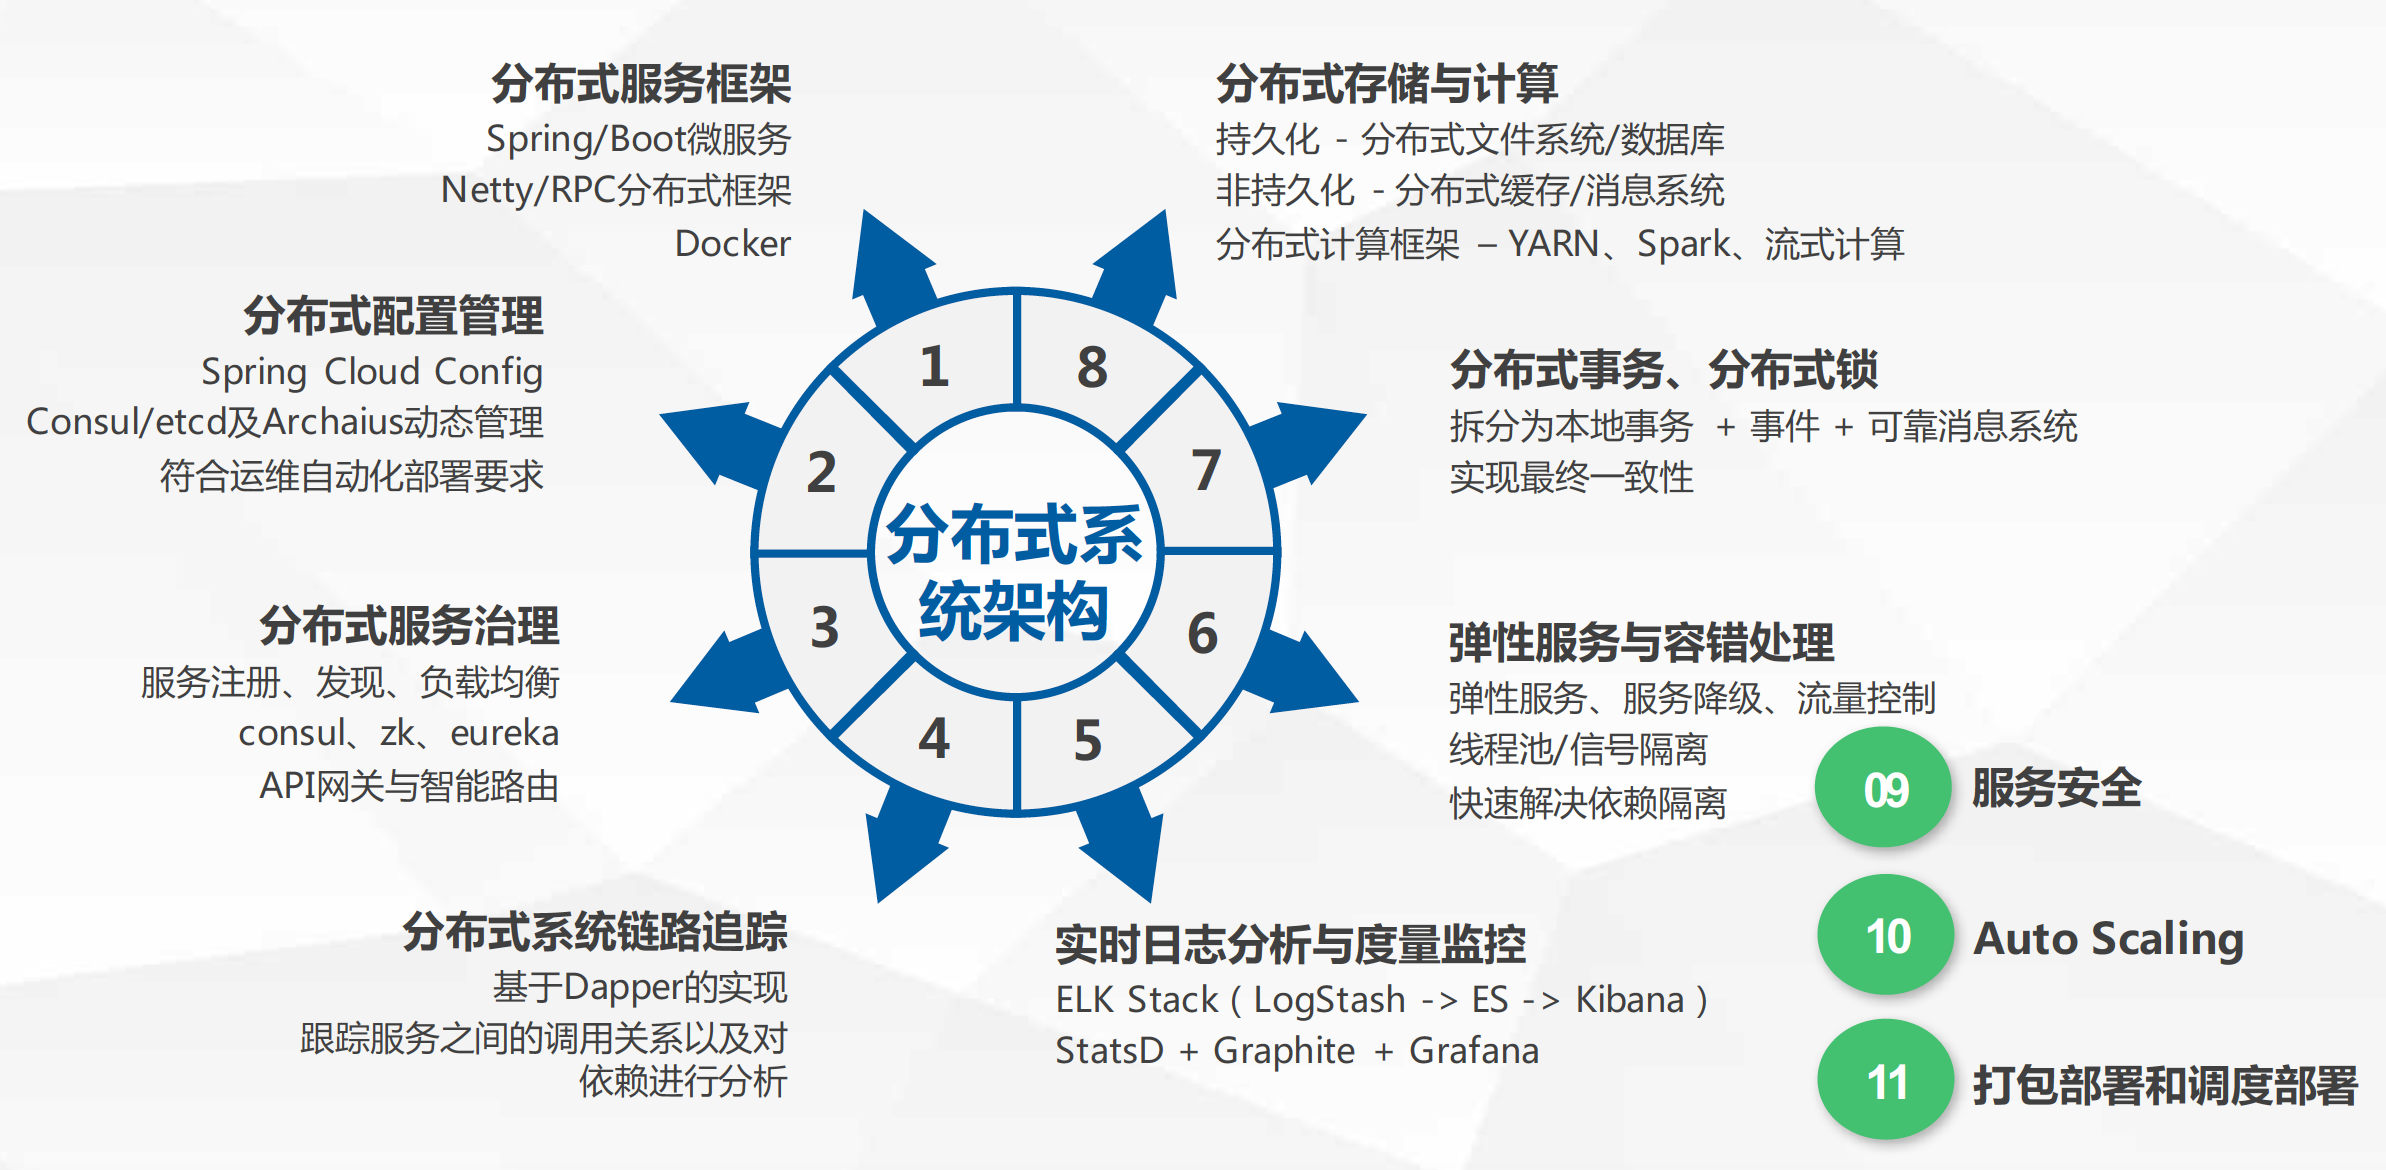 分布式服务框架
Spring/Boot微服务
Netty/RPC分布式框架
Docker
分布式配置管理
Spring Cloud Config
Consul/etcd及Archaius动态管理
符合运维自动化部署要求
分布式服务治理
服务注册、发现、负载均衡
consul、zk、eureka
API网关与智能路由
分布式系统链路追踪
基于Dapper的实现
跟踪服务之间的调用关系以及对
依赖进行分析
1
2
3
4
5
6
7
8
分布式系
统架构
分布式存储与计算
持久化 - 分布式文件系统/数据库
非持久化 - 分布式缓存/消息系统
分布式计算框架 – YARN、Spark、流式计算
分布式事务、分布式锁
拆分为本地事务 + 事件 + 可靠消息系统
实现最终一致性
弹性服务与容错处理
弹性服务、服务降级、流量控制
线程池/信号隔离
快速解决依赖隔离
实时日志分析与度量监控
ELK Stack（LogStash -> ES -> Kibana）
StatsD + Graphite + Grafana
09 服务安全
10 Auto Scaling
11 打包部署和调度部署